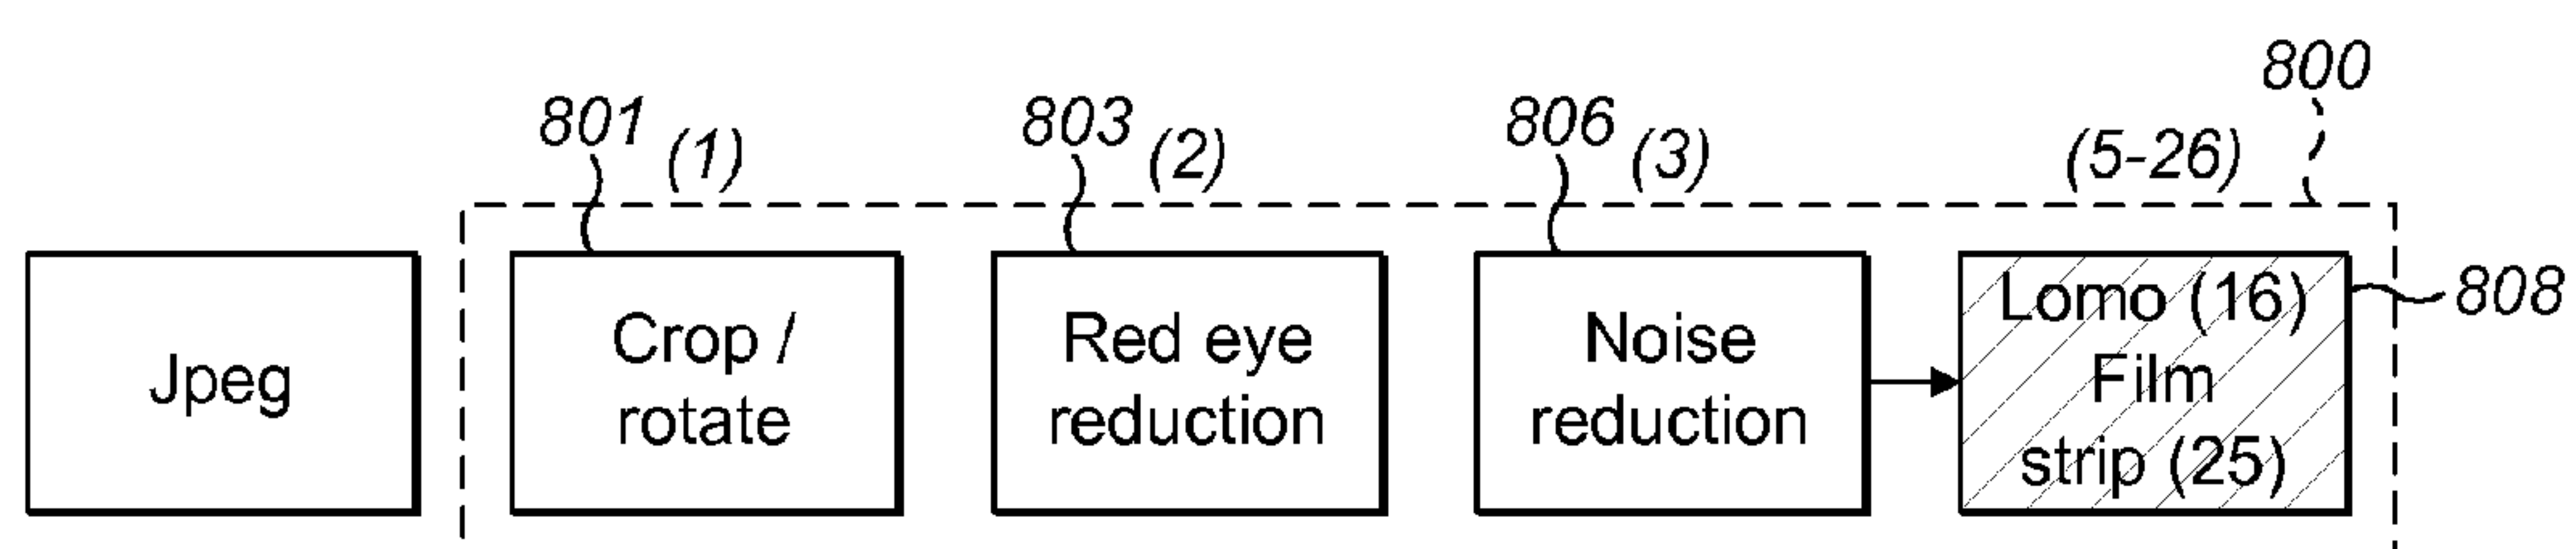 800
801 (1) 803 (2) 806 (3) (5-26)
Jpeg
Crop /
rotate
Red eye
reduction
Noise
reduction
Lomo (16)
Film
strip (25)
808